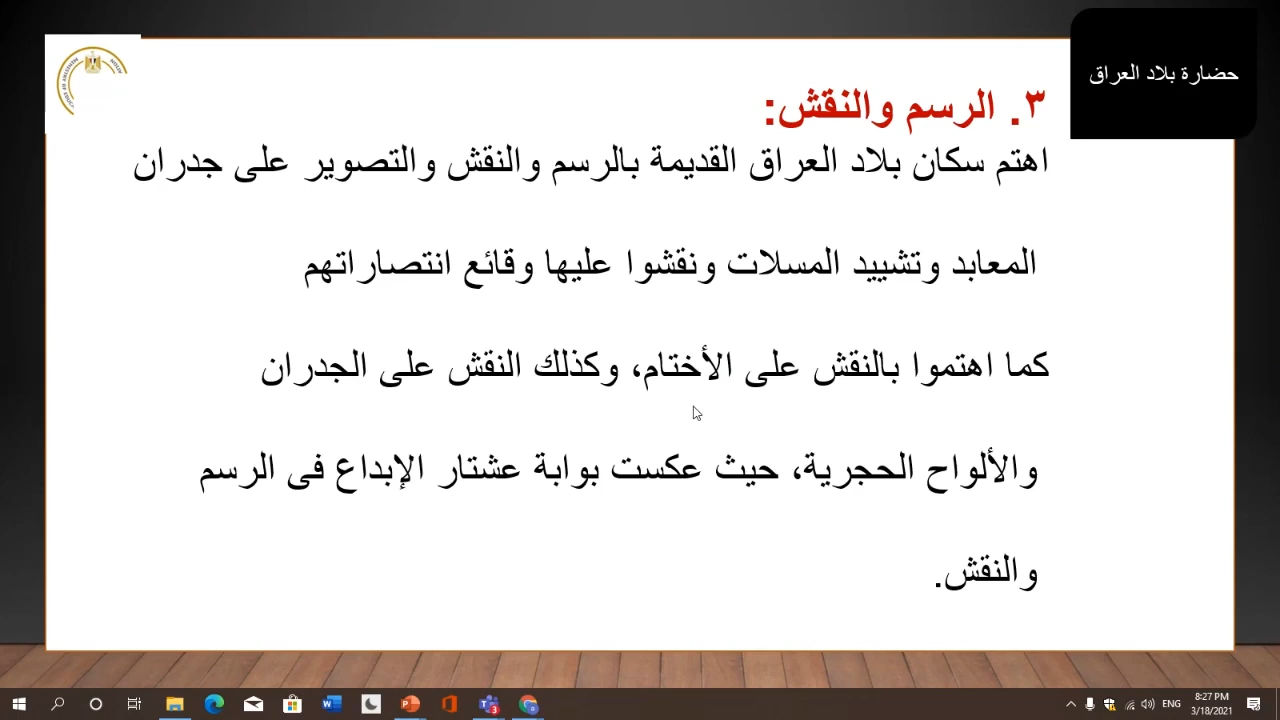 حضارة بلاد العراق
٣. الرسم والنقش:
اهتم سكان بلاد العراق القديمة بالرسم والنقش والتصوير على جدران
المعابد وتشييد المسلات ونقشوا عليها وقائع انتصاراتهم
كما اهتموا بالنقش على الأختام، وكذلك النقش على الجدران
والألواح الحجرية، حيث عكست بوابة عشتار الإبداع فى الرسم
والنقش.
ENG
8:27 PM
3/18/2021